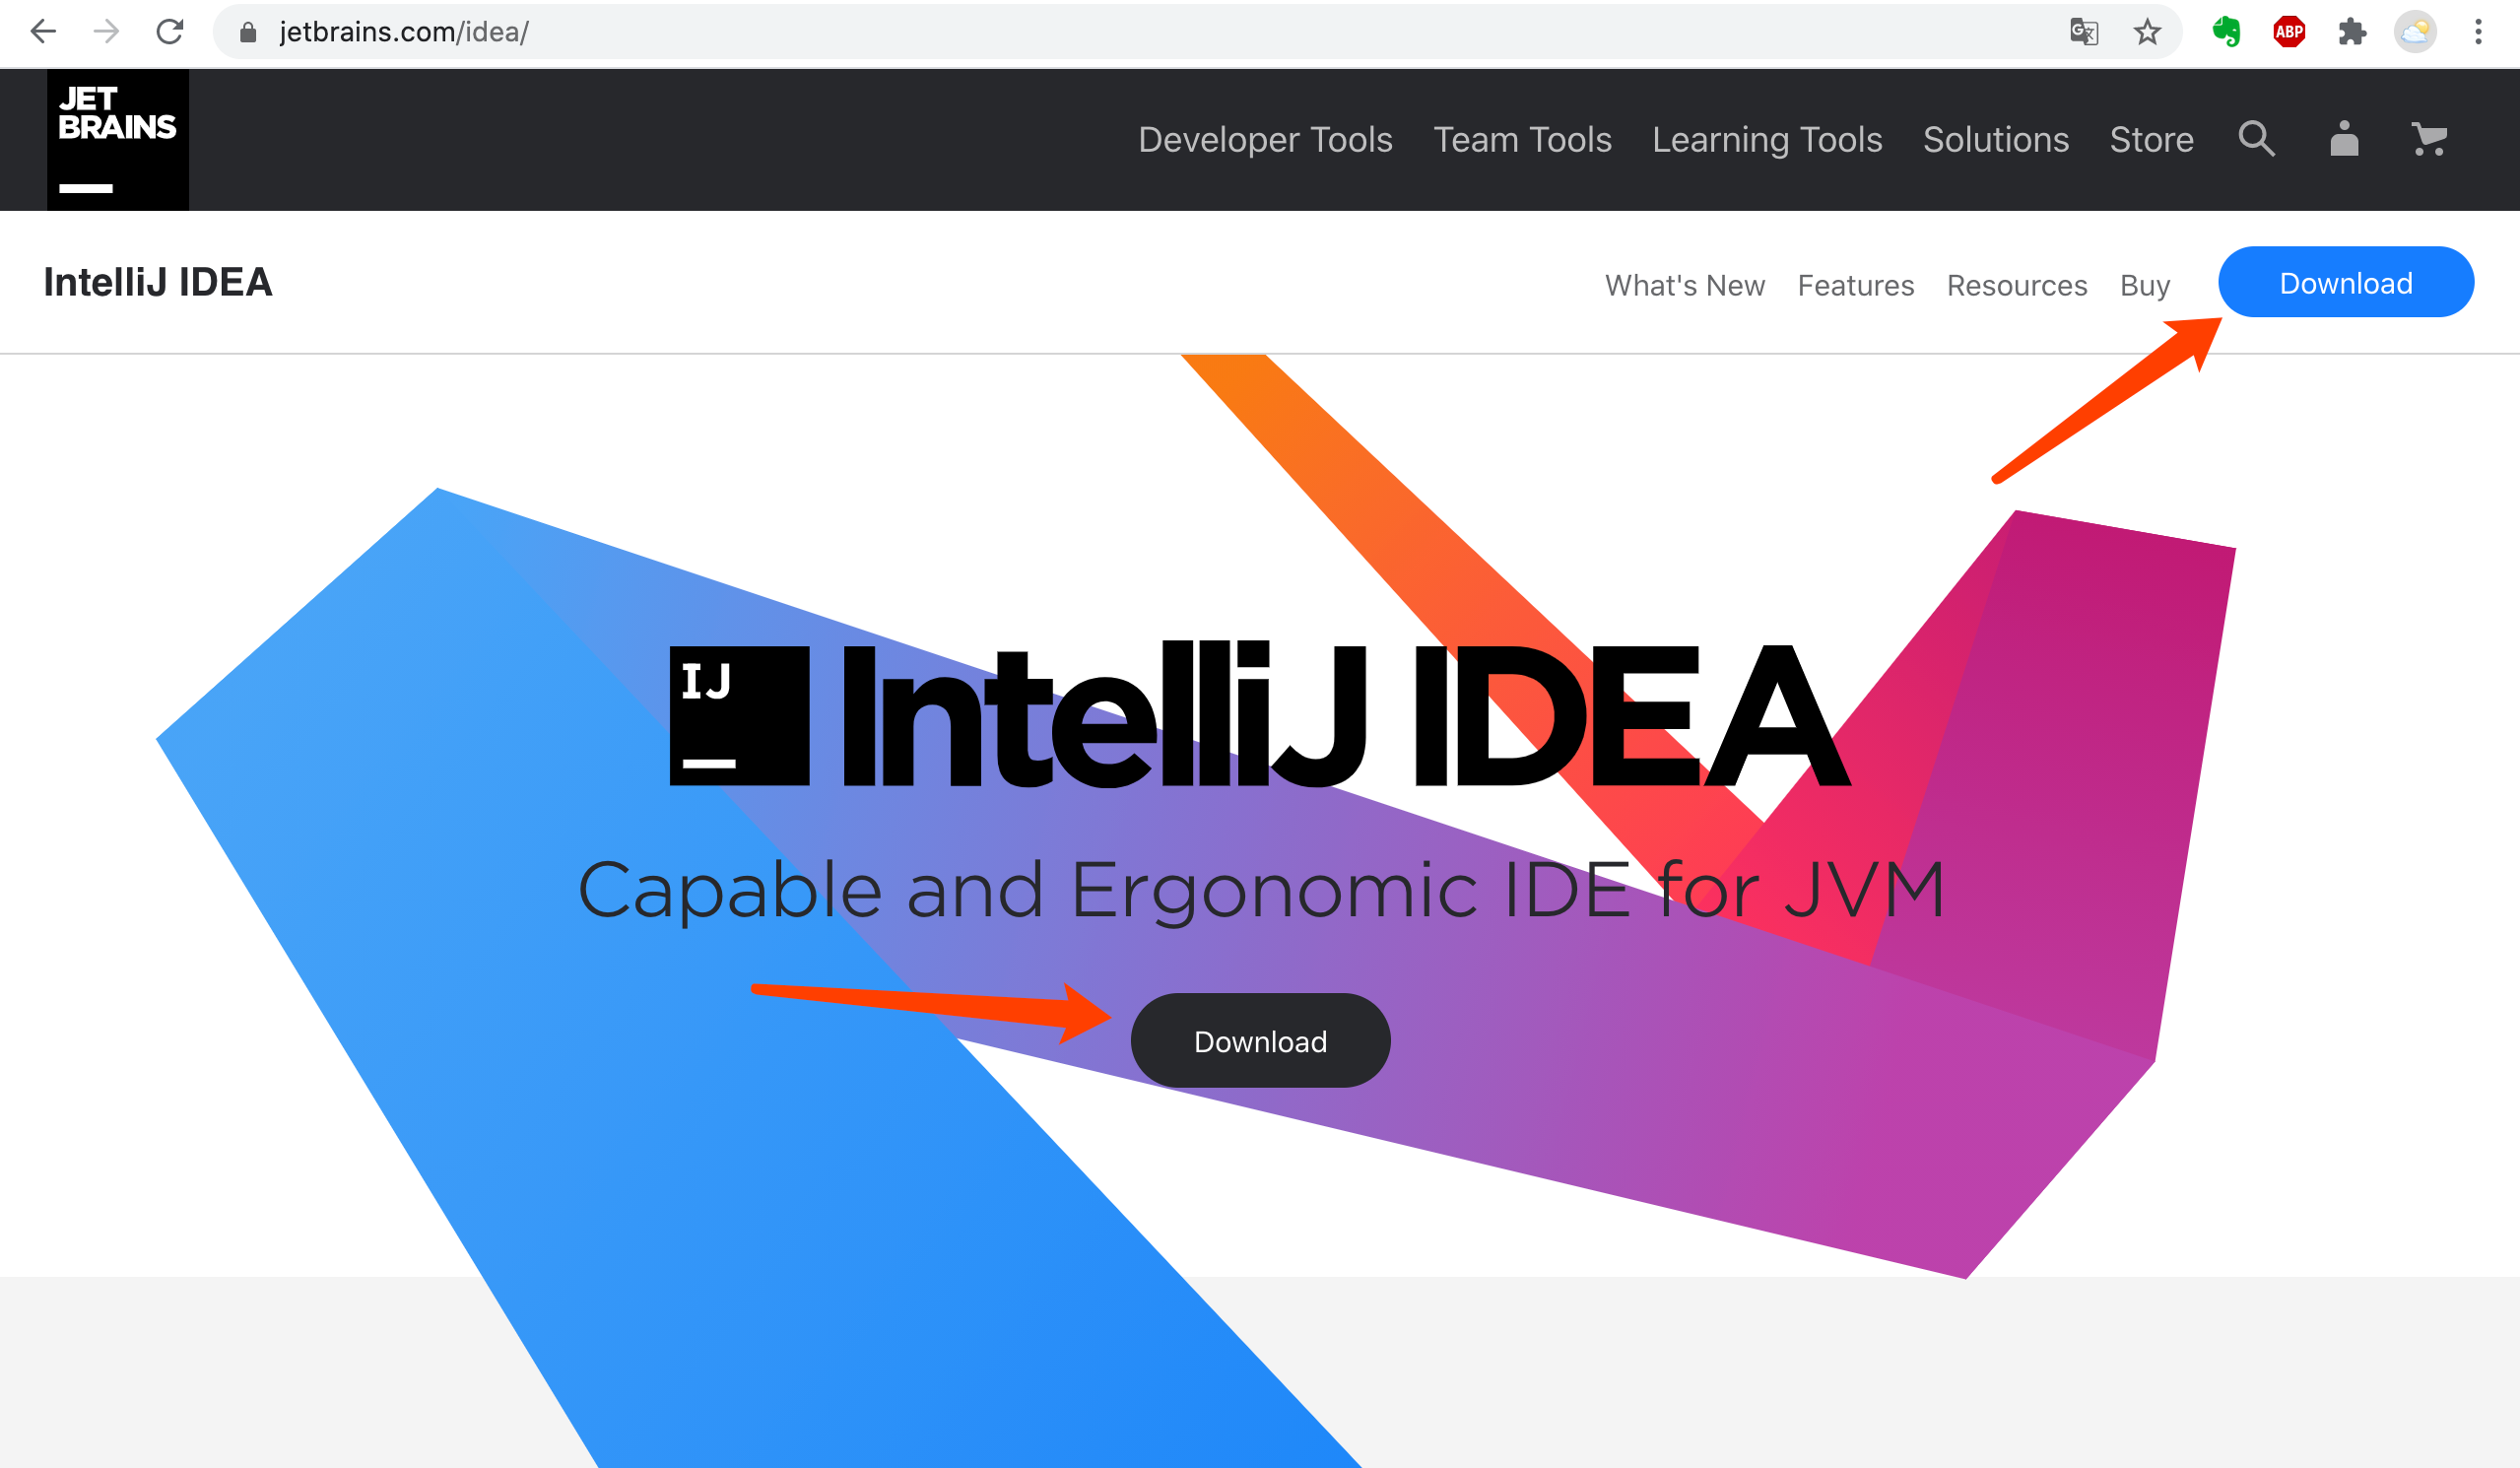 jetbrains.com/idea/
ABP
JET
BRAINS
Developer Tools Team Tools Learning Tools Solutions Store
IntelliJ IDEA
What's New Features Resources Buy Download
IJ
IntelliJ IDEA
Capable and Ergonomic IDE for JVM
Download